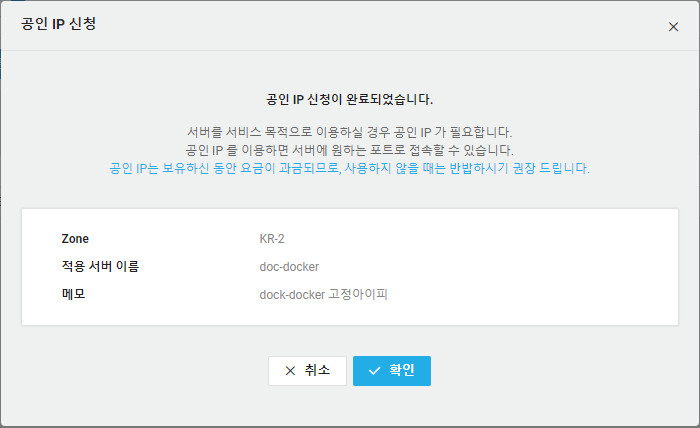 공인 IP 신청
공인 IP 신청이 완료되었습니다.
서버를 서비스 목적으로 이용하실 경우 공인 IP 가 필요합니다.
공인 IP 를 이용하면 서버에 원하는 포트로 접속할 수 있습니다.
공인 IP는 보유하신 동안 요금이 과금되므로, 사용하지 않을 때는 반밥하시기 권장 드립니다.
Zone KR-2
적용 서버 이름 doc-docker
메모 dock-docker 고정아이피
취소 확인